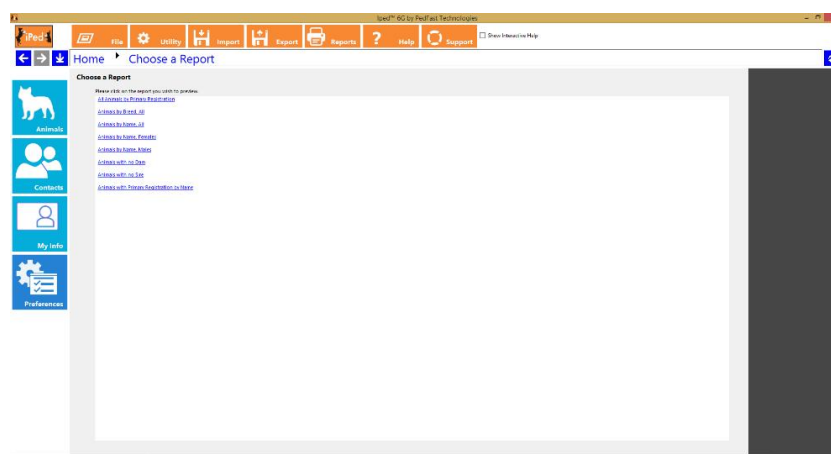 Iped™ 6G by PedFast Technologies
iPed
File
Utility
Import
Export
Reports
? Help
Support
Show Interactive Help
Home Choose a Report
Choose a Report
Please click on the report you wish to preview.
All Animals by Primary Registration
Animals by Breed, All
Animals by Name, All
Animals by Name, Females
Animals by Name, Males
Animals with no Dam
Animals with no Sire
Animals with Primary Registration by Name
Animals
Contacts
My Info
Preferences